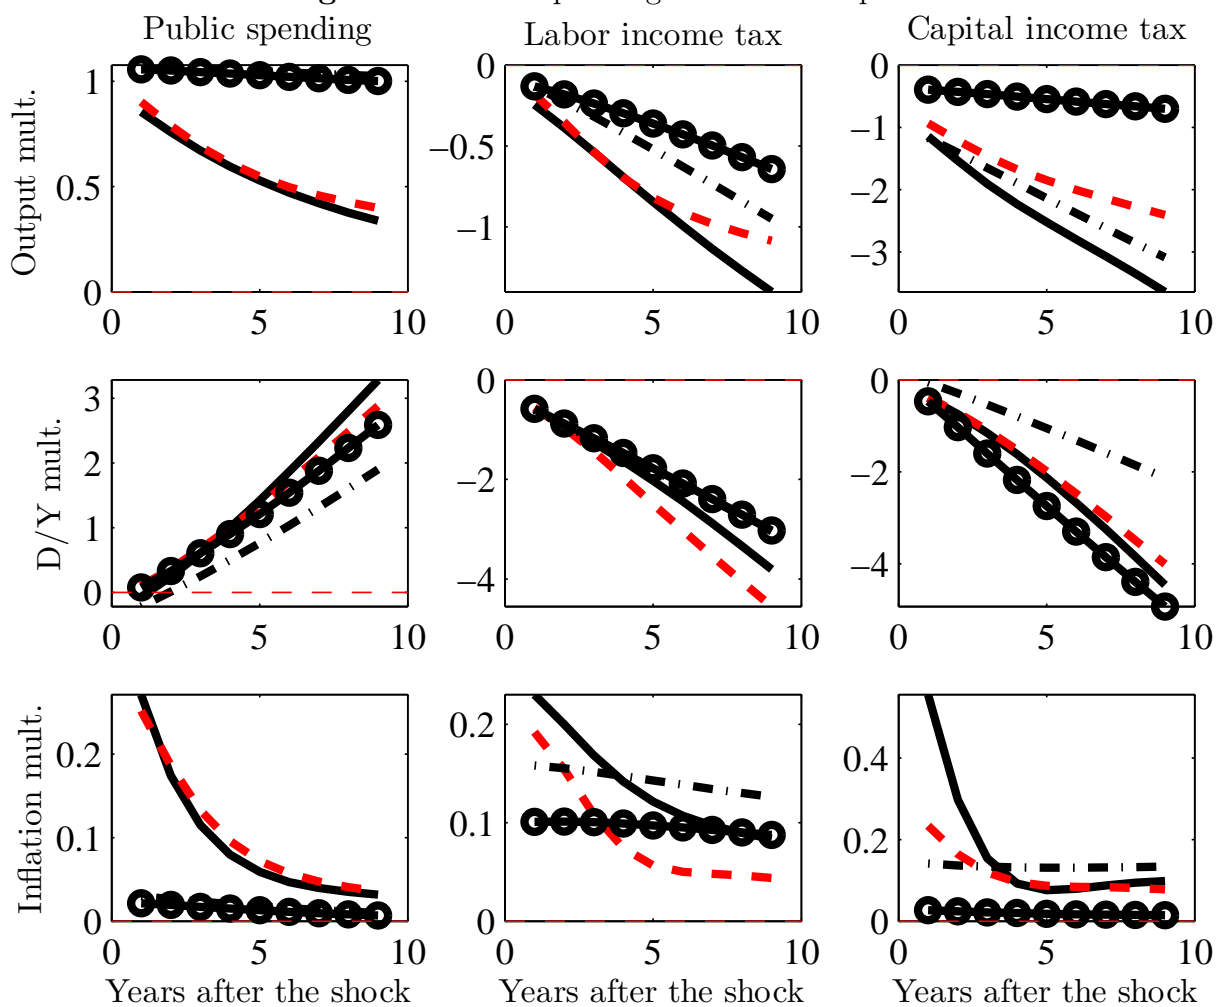 Public spending
Labor income tax
Capital income tax
Output mult.
1
0.5
0
0 5 10
0
−0.5
−1
0 5 10
0
−1
−2
−3
0 5 10
D/Y mult.
3
2
1
0
0 5 10
0
−2
−4
0 5 10
0
−2
−4
0 5 10
Inflation mult.
0.2
0.1
0
0 5 10
0.2
0.1
0
0 5 10
0.4
0.2
0
0 5 10
Years after the shock
Years after the shock
Years after the shock